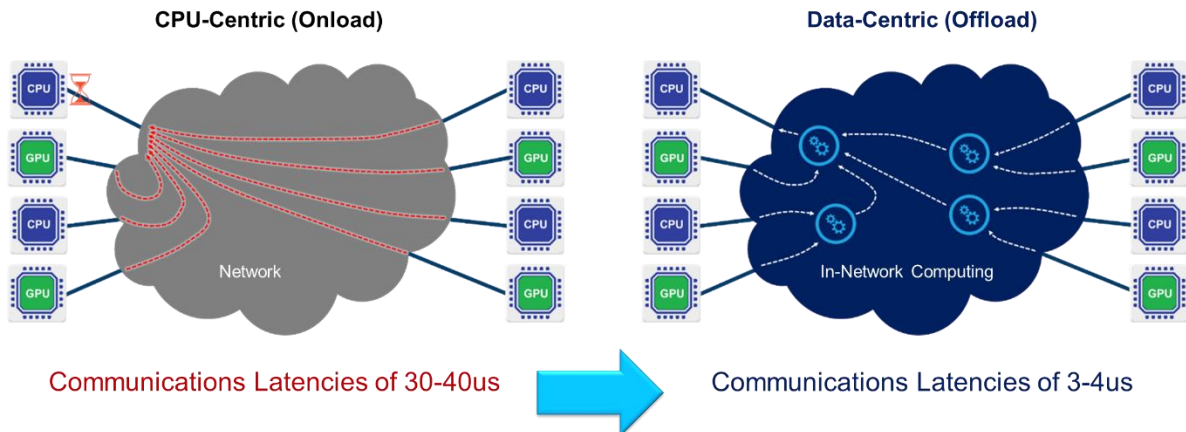 CPU-Centric (Onload)
CPU
GPU
CPU
GPU
CPU
GPU
CPU
GPU
Network
Communications Latencies of 30-40us
Data-Centric (Offload)
CPU
GPU
CPU
GPU
CPU
GPU
CPU
GPU
In-Network Computing
Communications Latencies of 3-4us